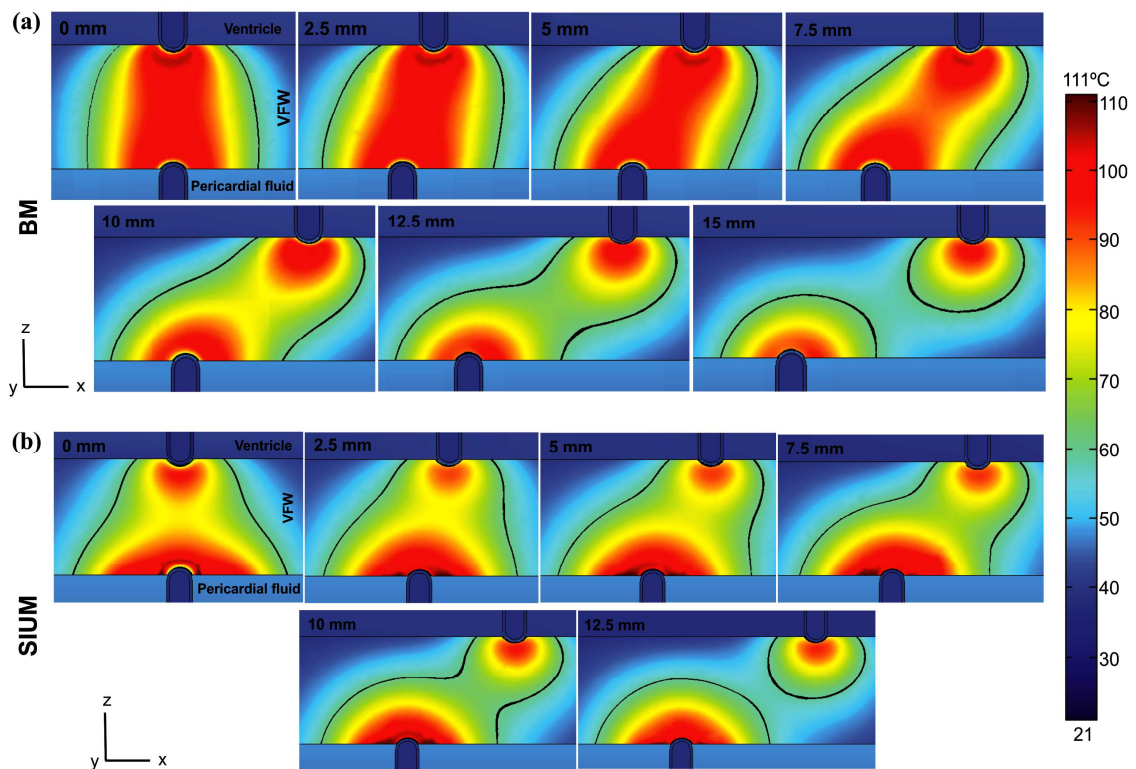 (a)
0 mm
Ventricle
VFW
Pericardial fluid
2.5 mm
5 mm
7.5 mm
BM
10 mm
12.5 mm
15 mm
z
y
x
111ºC
110
100
90
80
70
60
50
40
30
21
(b)
0 mm
Ventricle
VFW
Pericardial fluid
2.5 mm
5 mm
7.5 mm
SIUM
10 mm
12.5 mm
z
y
x